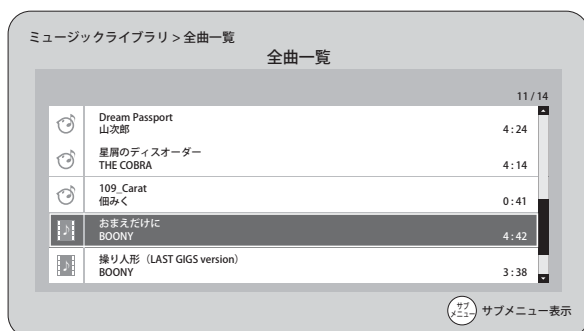 ミュージックライブラリ > 全曲一覧
全曲一覧
11 / 14
Dream Passport
山次郎
4 : 24
星屑のディスオーダー
THE COBRA
4 : 14
109_Carat
佃みく
0 : 41
おまえだけに
BOONY
4 : 42
操り人形（LAST GIGS version）
BOONY
3 : 38
サブ
メニュー
サブメニュー表示